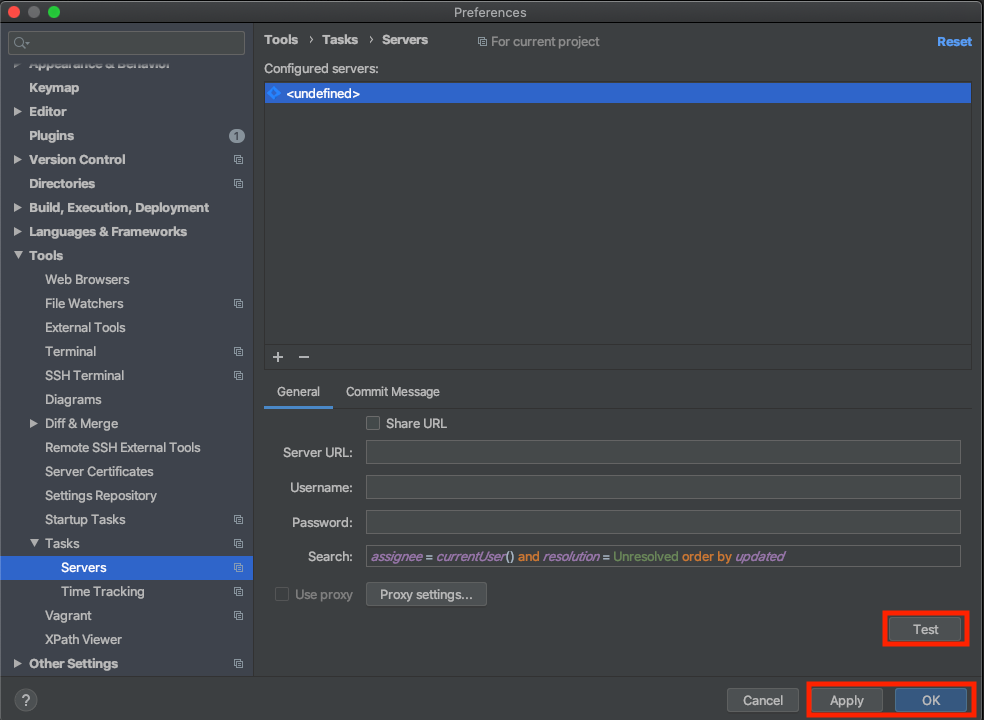 Preferences
Appearance & Behavior
Keymap
Editor
Plugins 1
Version Control
Directories
Build, Execution, Deployment
Languages & Frameworks
Tools
Web Browsers
File Watchers
External Tools
Terminal
SSH Terminal
Diagrams
Diff & Merge
Remote SSH External Tools
Server Certificates
Settings Repository
Startup Tasks
Tasks
Servers
Time Tracking
Vagrant
XPath Viewer
Other Settings
?
Tools › Tasks › Servers For current project Reset
Configured servers:
<undefined>
+ −
General Commit Message
Share URL
Server URL:
Username:
Password:
Search: assignee = currentUser() and resolution = Unresolved order by updated
Use proxy Proxy settings...
Test
Cancel Apply OK